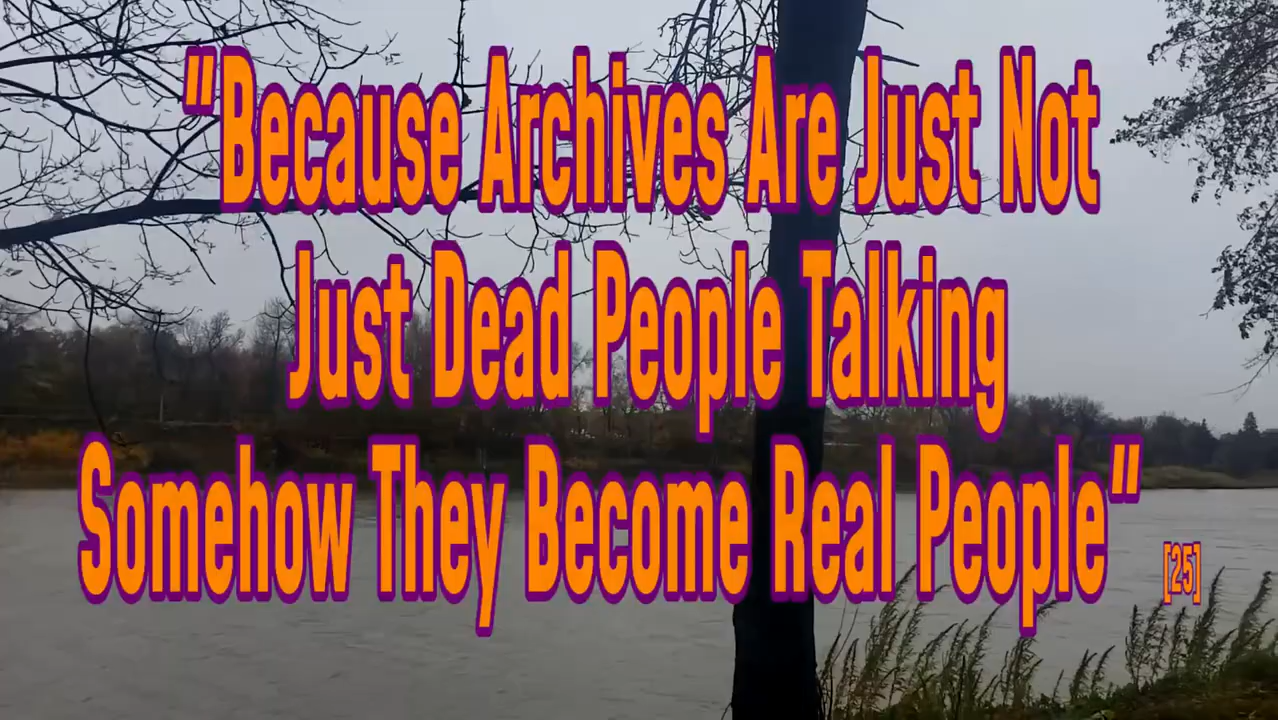 "Because Archives Are Just Not
Just Dead People Talking
Somehow They Become Real People" [25]